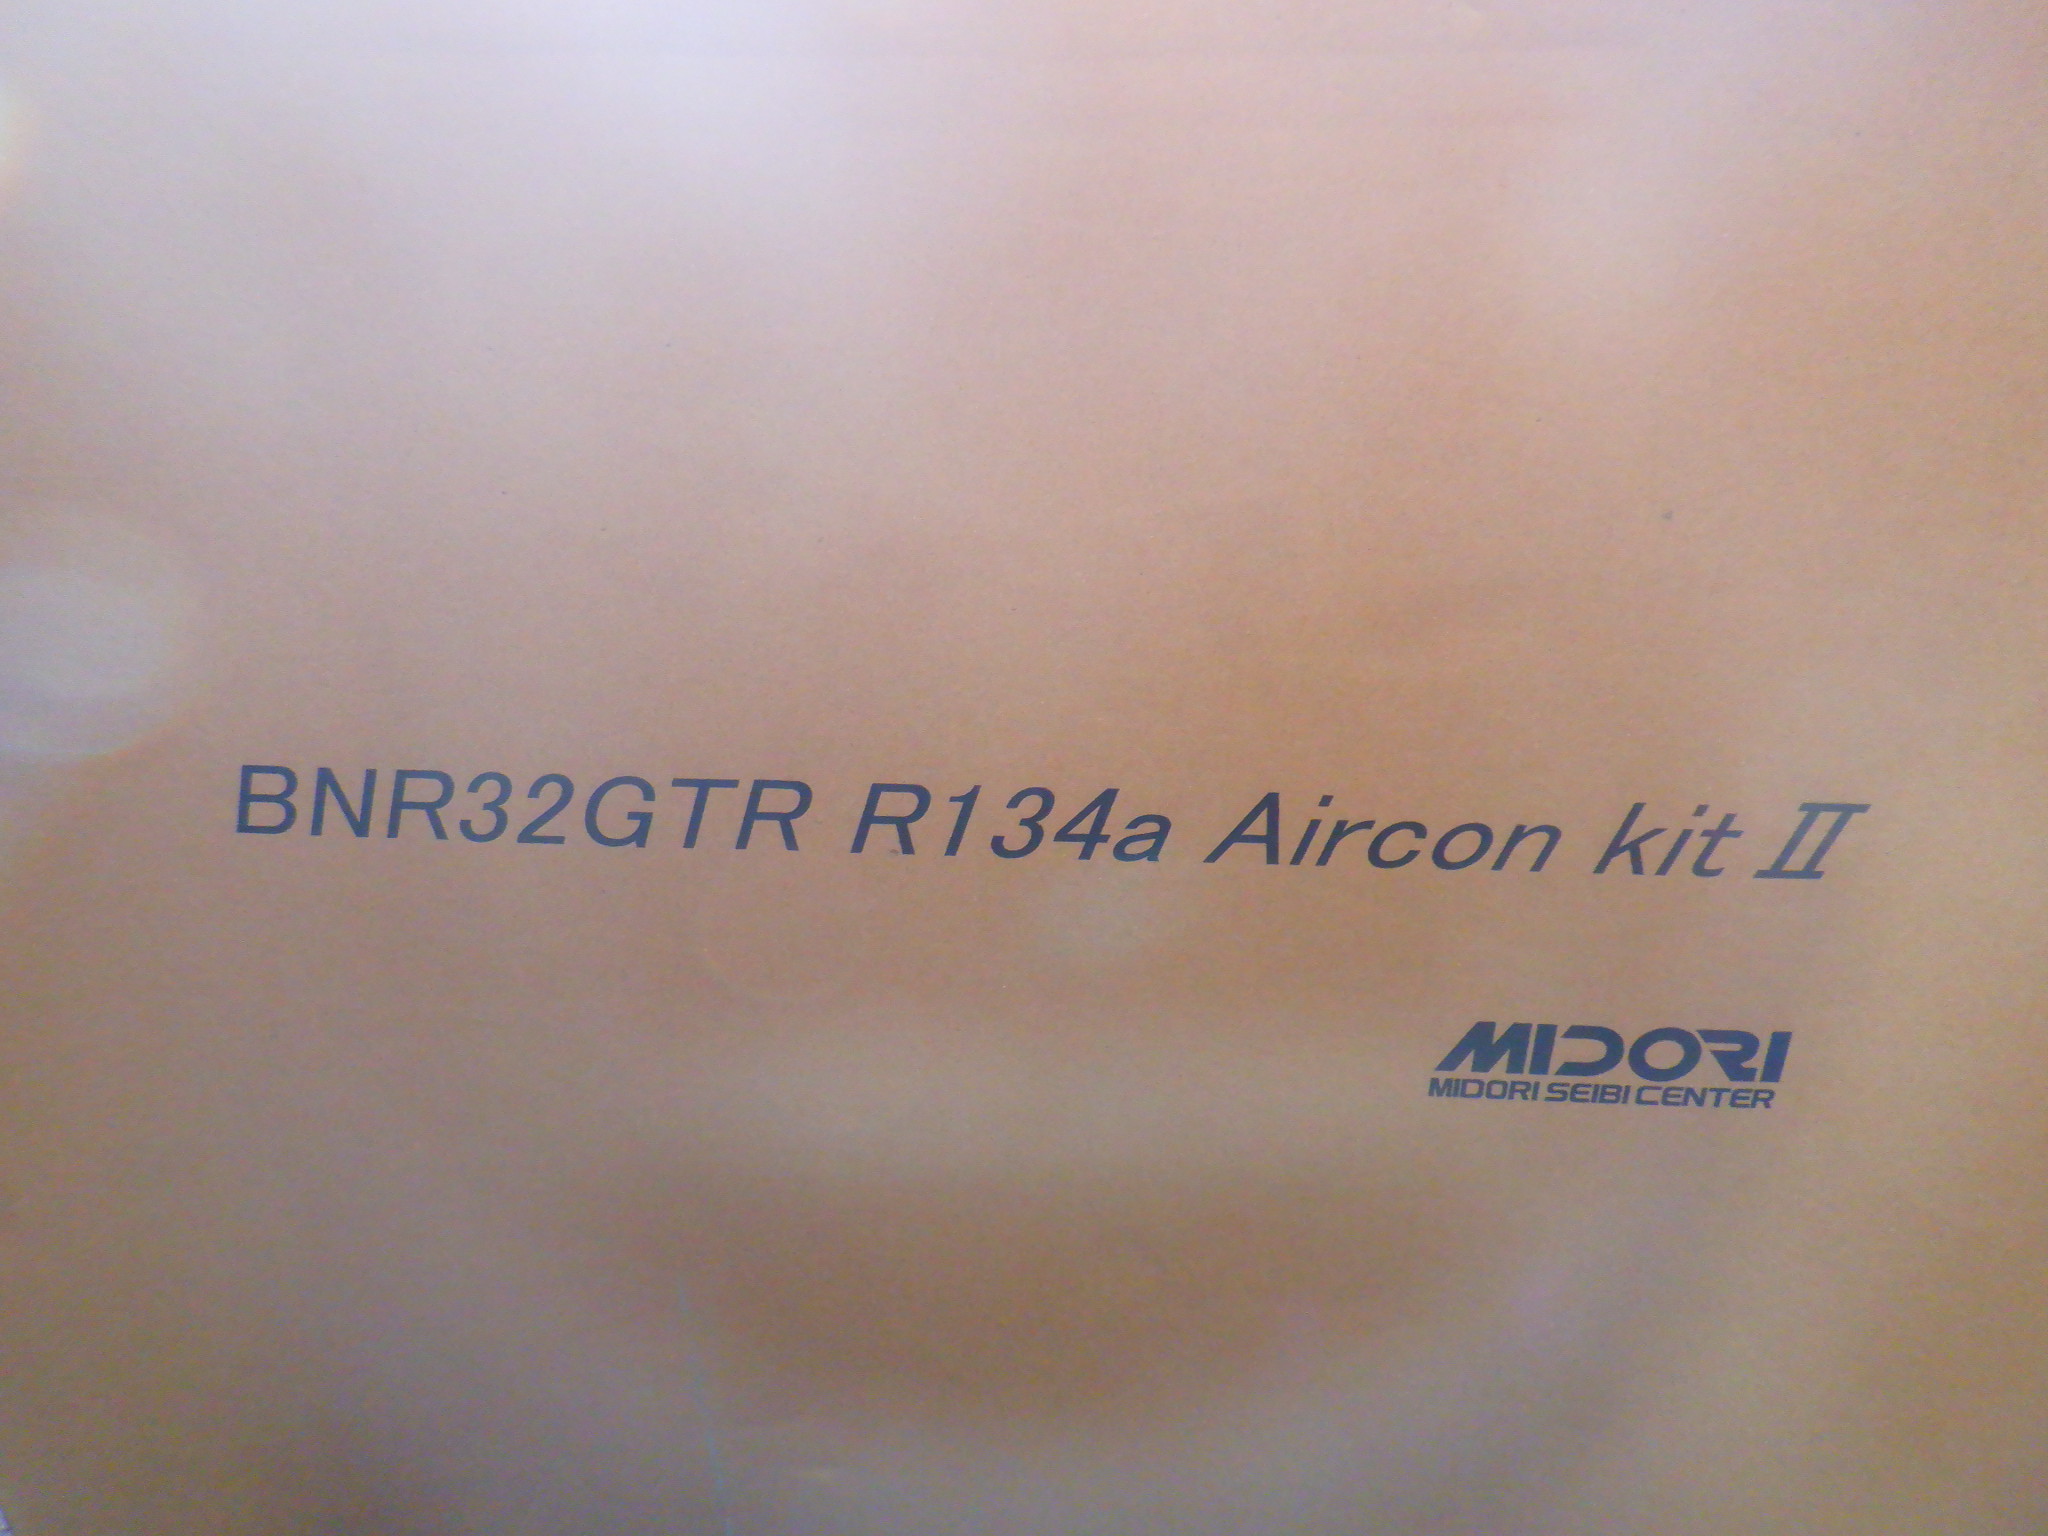 BNR32GTR R134a Aircon kit Ⅱ
MIDORI
MIDORI SEIBI CENTER